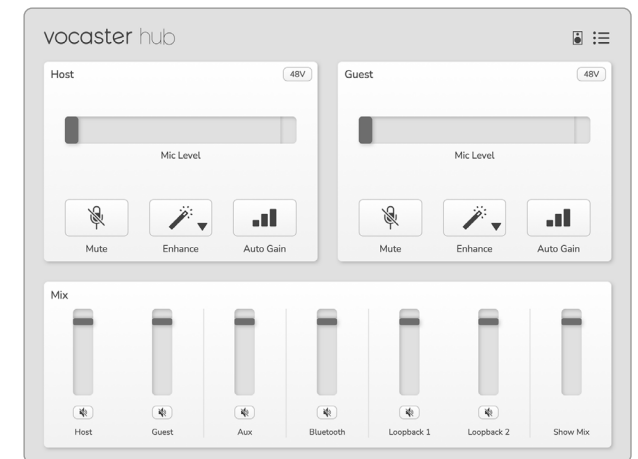 vocaster hub
Host 48V
Mic Level
Mute Enhance Auto Gain
Guest 48V
Mic Level
Mute Enhance Auto Gain
Mix
Host Guest Aux Bluetooth Loopback 1 Loopback 2 Show Mix